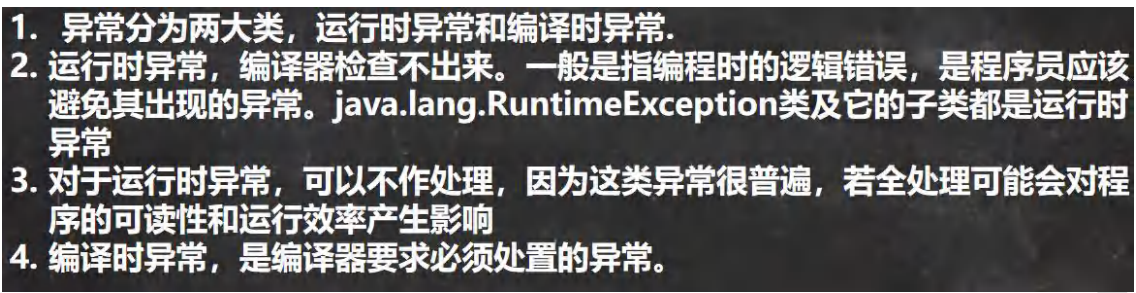 1. 异常分为两大类，运行时异常和编译时异常.
2. 运行时异常，编译器检查不出来。一般是指编程时的逻辑错误，是程序员应该
避免其出现的异常。java.lang.RuntimeException类及它的子类都是运行时
异常
3. 对于运行时异常，可以不作处理，因为这类异常很普遍，若全处理可能会对程
序的可读性和运行效率产生影响
4. 编译时异常，是编译器要求必须处置的异常。